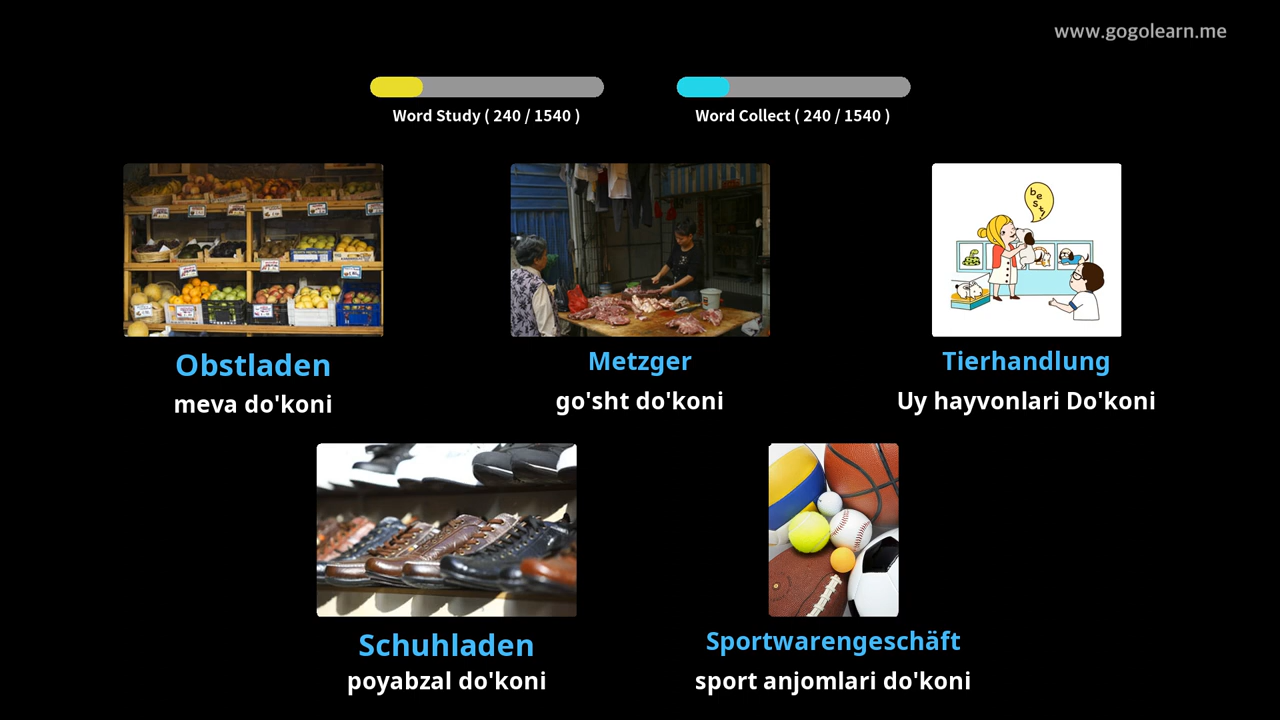 www.gogolearn.me
Word Study ( 240 / 1540 )
Word Collect ( 240 / 1540 )
best
Obstladen
meva do'koni
Metzger
go'sht do'koni
Tierhandlung
Uy hayvonlari Do'koni
Schuhladen
poyabzal do'koni
Sportwarengeschäft
sport anjomlari do'koni